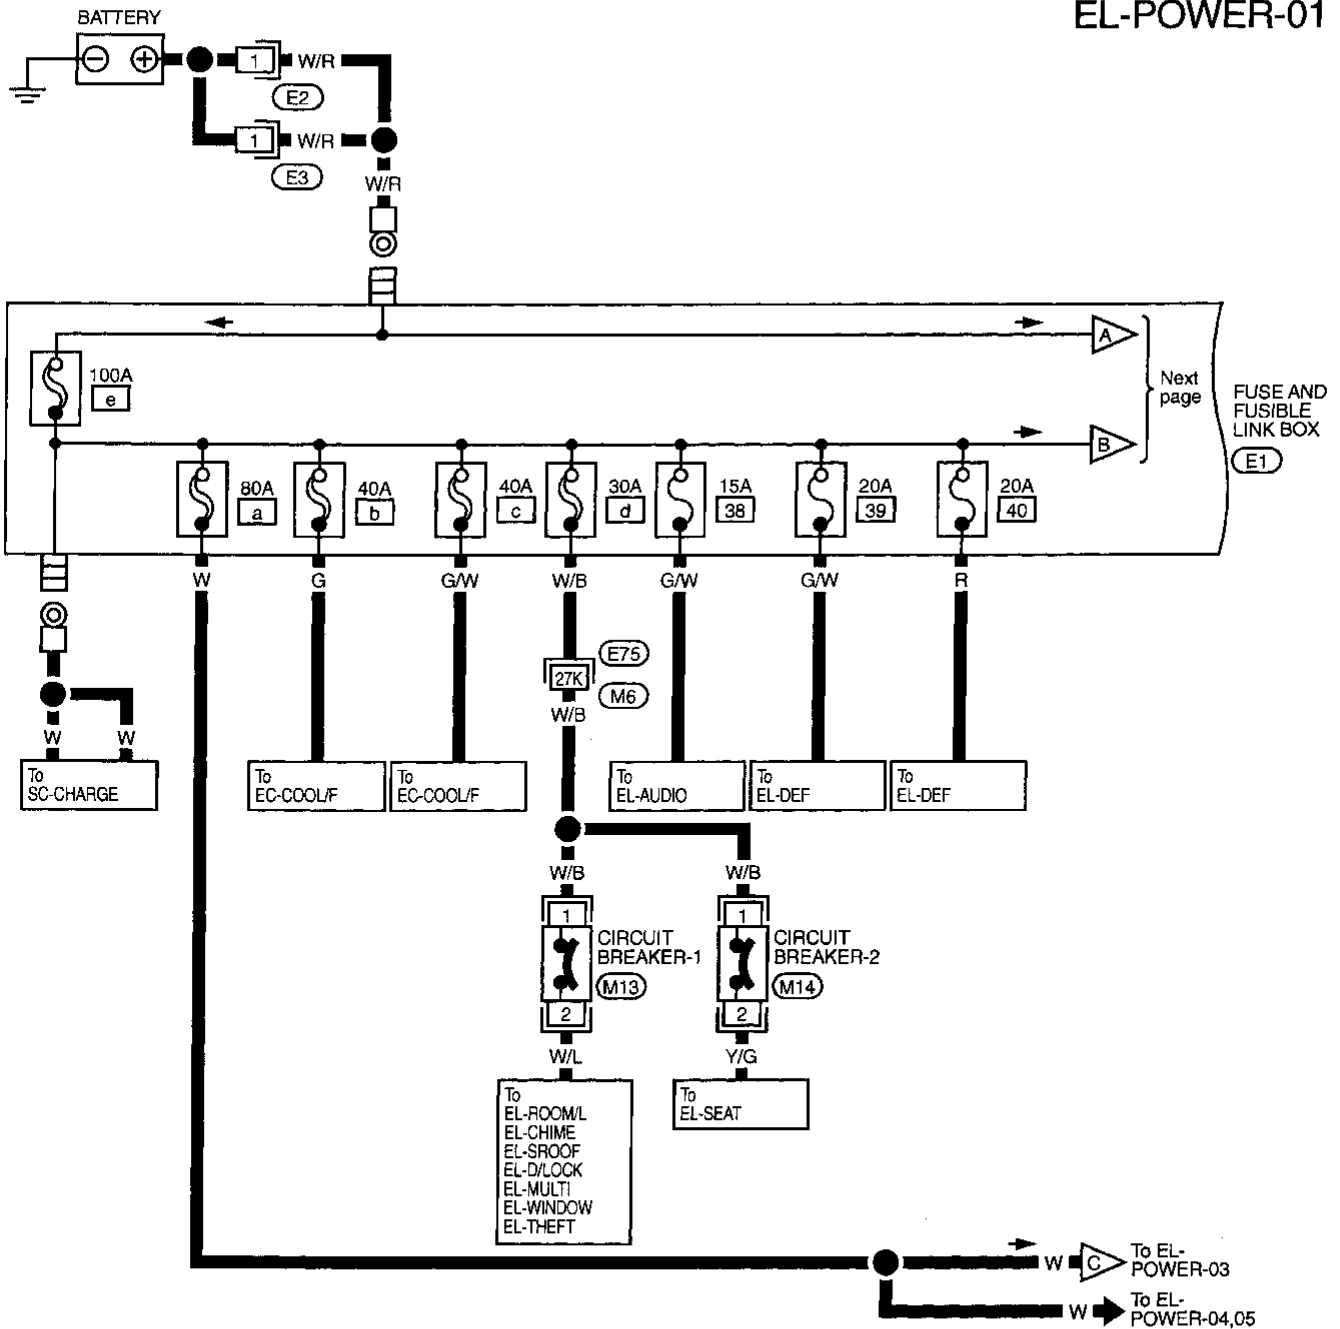 EL-POWER-01
BATTERY
1
W/R
E2
1
W/R
E3
W/R
A
Next
page
100A
e
FUSE AND
FUSIBLE
LINK BOX
E1
B
80A
a
40A
b
40A
c
30A
d
15A
38
20A
39
20A
40
W
G
G/W
W/B
G/W
G/W
R
E75
27K
M6
W/B
W
W
To
SC-CHARGE
To
EC-COOL/F
To
EC-COOL/F
To
EL-AUDIO
To
EL-DEF
To
EL-DEF
W/B
W/B
1
CIRCUIT
BREAKER-1
M13
2
1
CIRCUIT
BREAKER-2
M14
2
W/L
Y/G
To
EL-ROOM/L
EL-CHIME
EL-SROOF
EL-D/LOCK
EL-MULTI
EL-WINDOW
EL-THEFT
To
EL-SEAT
W
C
To EL-
POWER-03
W
To EL-
POWER-04,05